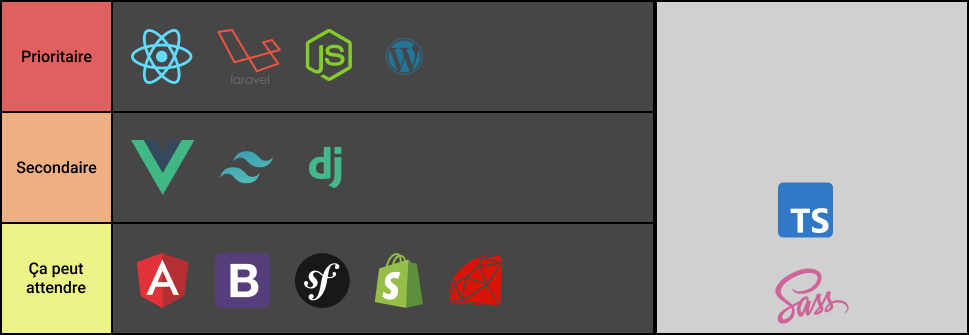 Prioritaire
JS
laravel
W
Secondaire
dj
TS
Ça peut
attendre
A
B
sf
S
Sass